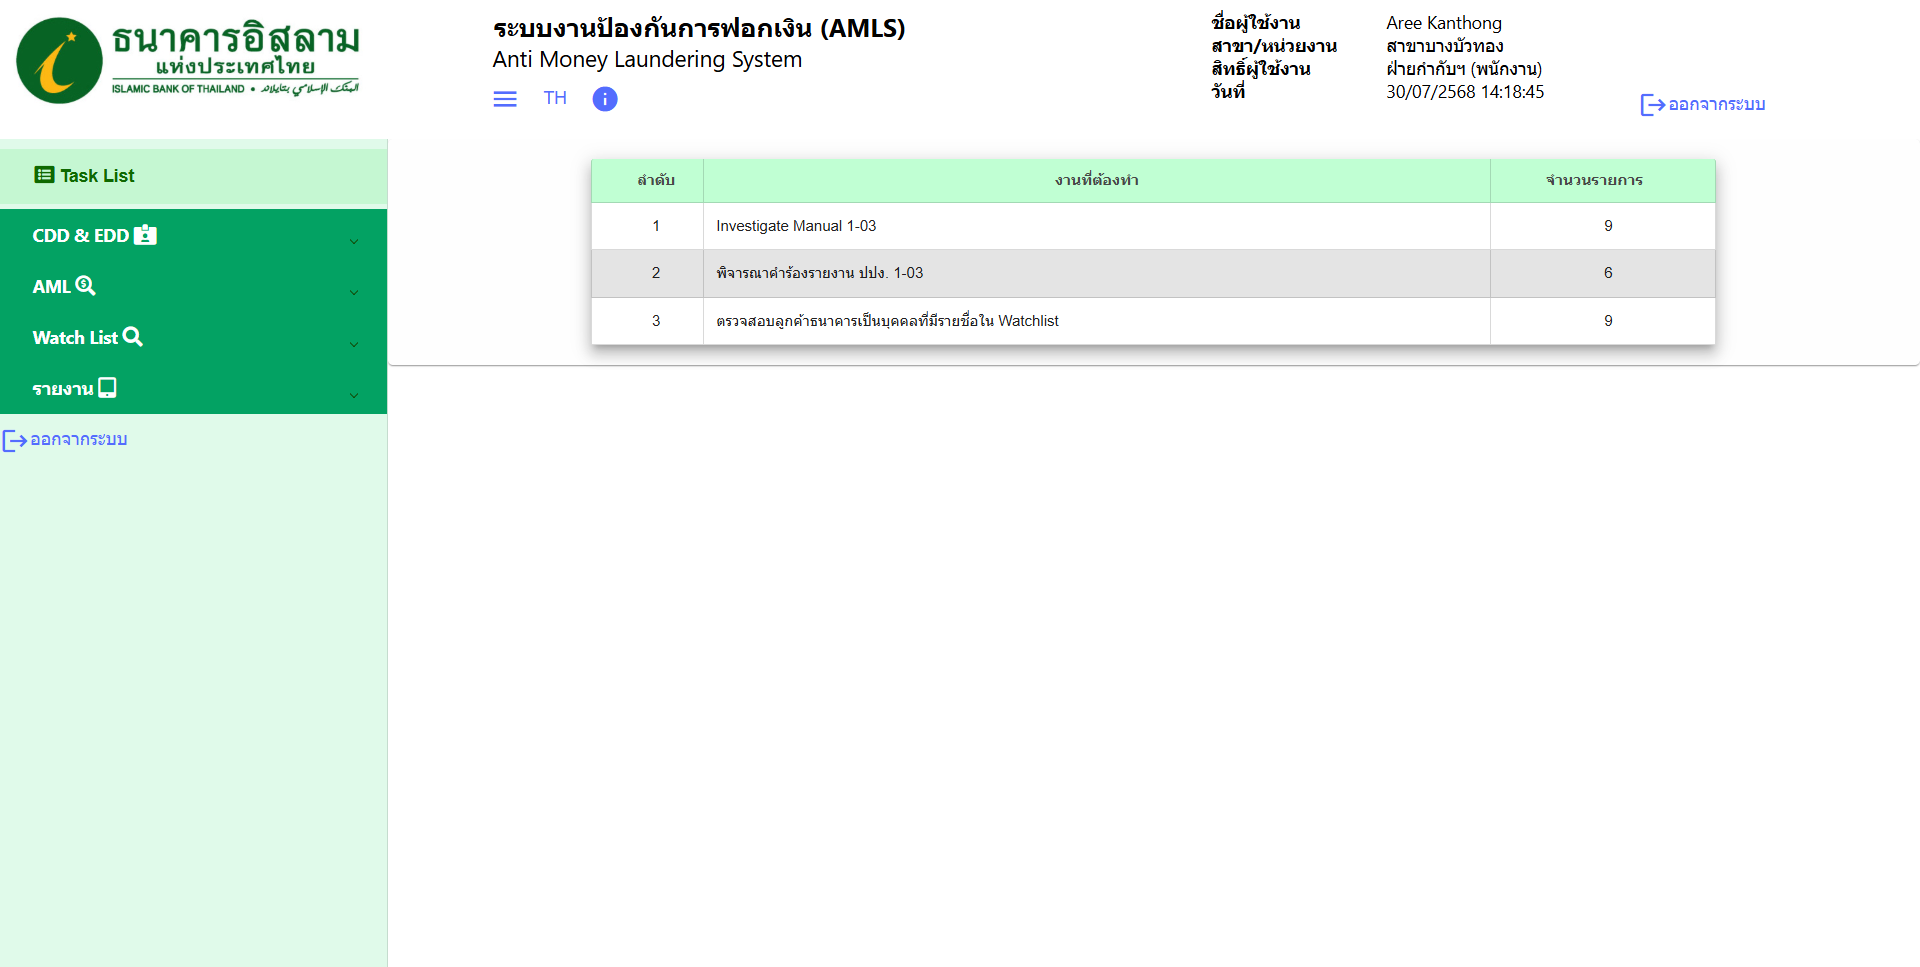 ธนาคารอิสลาม
แห่งประเทศไทย
ISLAMIC BANK OF THAILAND •
ระบบงานป้องกันการฟอกเงิน (AMLS)
Anti Money Laundering System
TH
ชื่อผู้ใช้งาน Aree Kanthong
สาขา/หน่วยงาน สาขาบางบัวทอง
สิทธิ์ผู้ใช้งาน ฝ่ายกำกับฯ (พนักงาน)
วันที่ 30/07/2568 14:18:45
ออกจากระบบ
Task List
CDD & EDD
AML
Watch List
รายงาน
ออกจากระบบ
ลำดับ งานที่ต้องทำ จำนวนรายการ
1 Investigate Manual 1-03 9
2 พิจารณาคำร้องรายงาน ปปง. 1-03 6
3 ตรวจสอบลูกค้าธนาคารเป็นบุคคลที่มีรายชื่อใน Watchlist 9